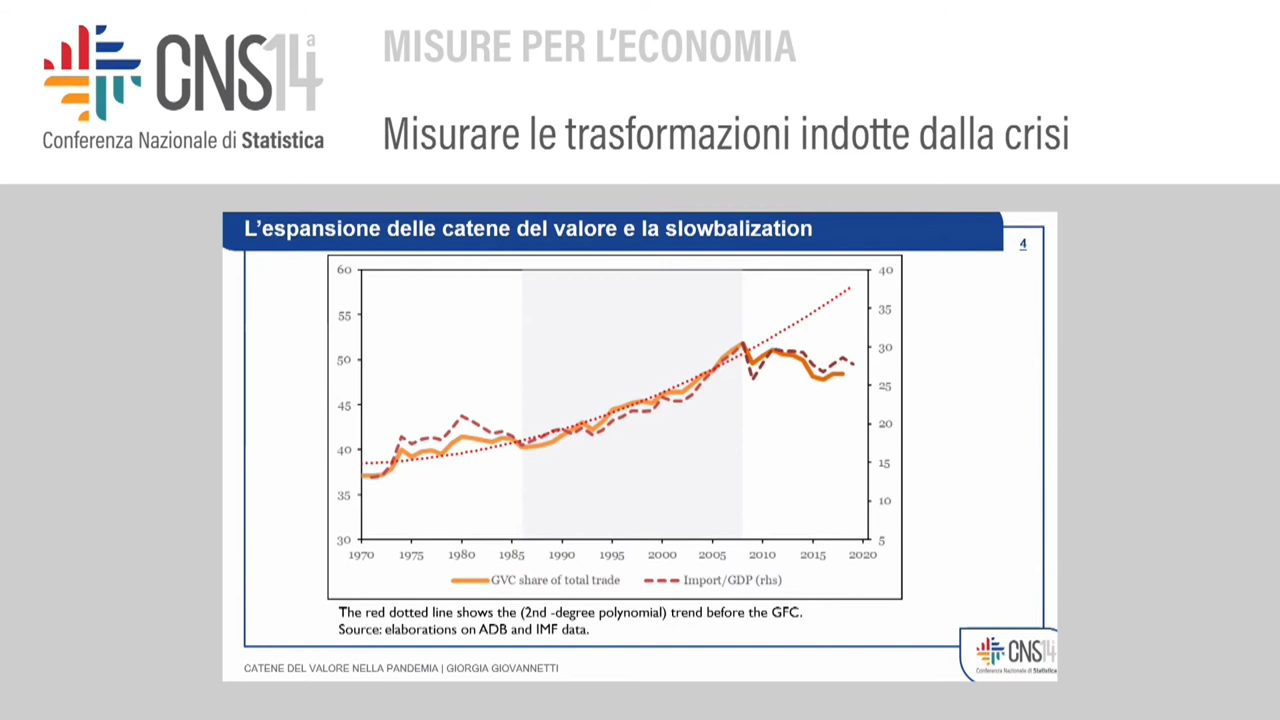 CNS14a
Conferenza Nazionale di Statistica
MISURE PER L'ECONOMIA
Misurare le trasformazioni indotte dalla crisi
L'espansione delle catene del valore e la slowbalization
4
60
55
50
45
40
35
30
40
35
30
25
20
15
10
5
1970 1975 1980 1985 1990 1995 2000 2005 2010 2015 2020
GVC share of total trade Import/GDP (rhs)
The red dotted line shows the (2nd -degree polynomial) trend before the GFC.
Source: elaborations on ADB and IMF data.
CATENE DEL VALORE NELLA PANDEMIA | GIORGIA GIOVANNETTI
CNS14
Conferenza Nazionale di Statistica